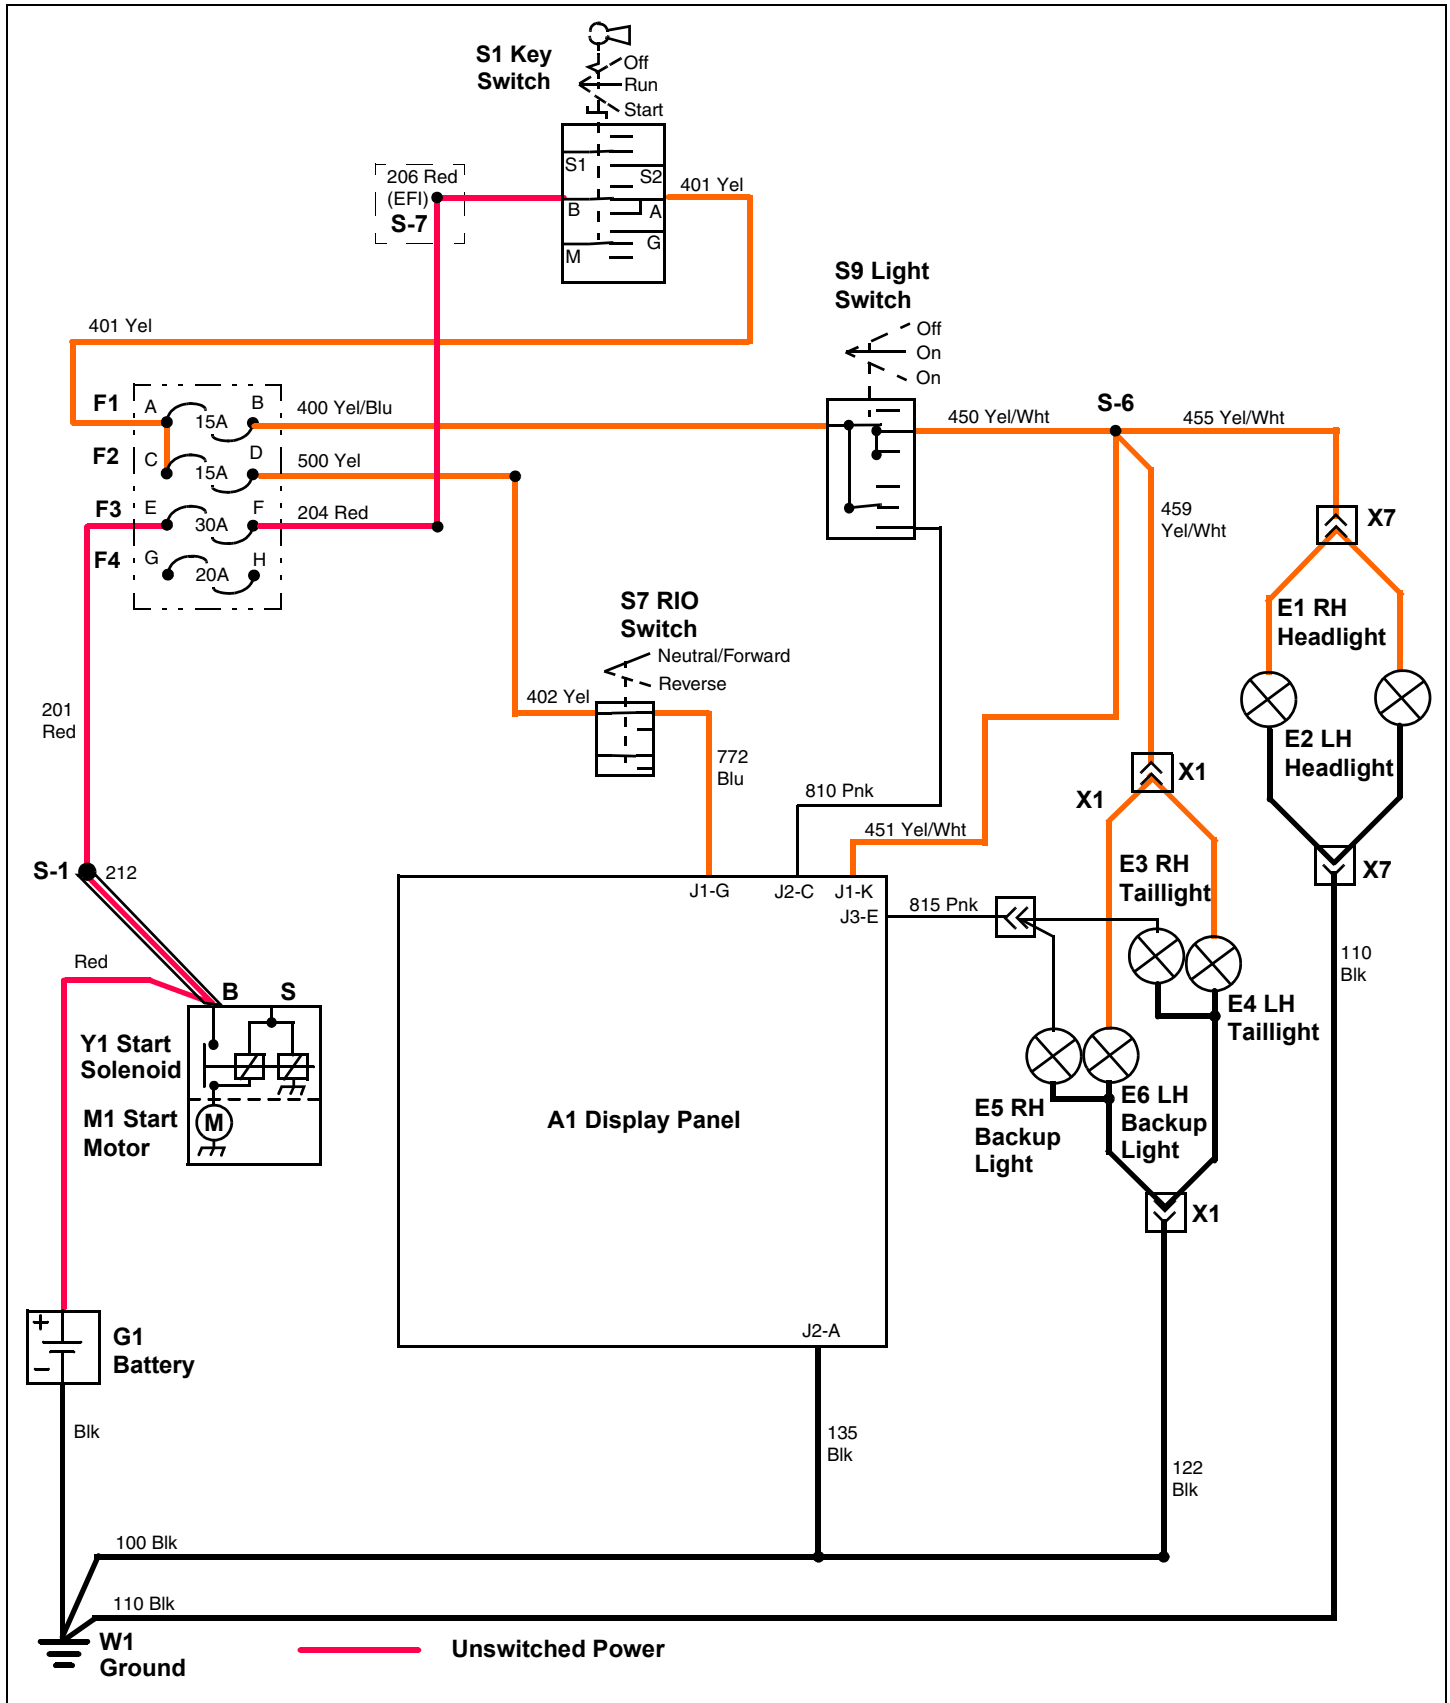 S1 Key
Switch
Off
Run
Start
S1
S2
B
A
M
G
206 Red
(EFI)
S-7
401 Yel
S9 Light
Switch
Off
On
On
401 Yel
F1
A
15A
B
400 Yel/Blu
450 Yel/Wht
S-6
455 Yel/Wht
F2
C
15A
D
500 Yel
F3
E
30A
F
204 Red
F4
G
20A
H
459
Yel/Wht
X7
S7 RIO
Switch
Neutral/Forward
Reverse
E1 RH
Headlight
402 Yel
201
Red
E2 LH
Headlight
772
Blu
810 Pnk
X1
X1
451 Yel/Wht
S-1
212
E3 RH
Taillight
X7
J1-G
J2-C
J1-K
J3-E
815 Pnk
Red
B
S
110
Blk
E4 LH
Taillight
Y1 Start
Solenoid
M1 Start
Motor
M
A1 Display Panel
E5 RH
Backup
Light
E6 LH
Backup
Light
X1
+
−
G1
Battery
J2-A
Blk
135
Blk
122
Blk
100 Blk
110 Blk
W1
Ground
Unswitched Power